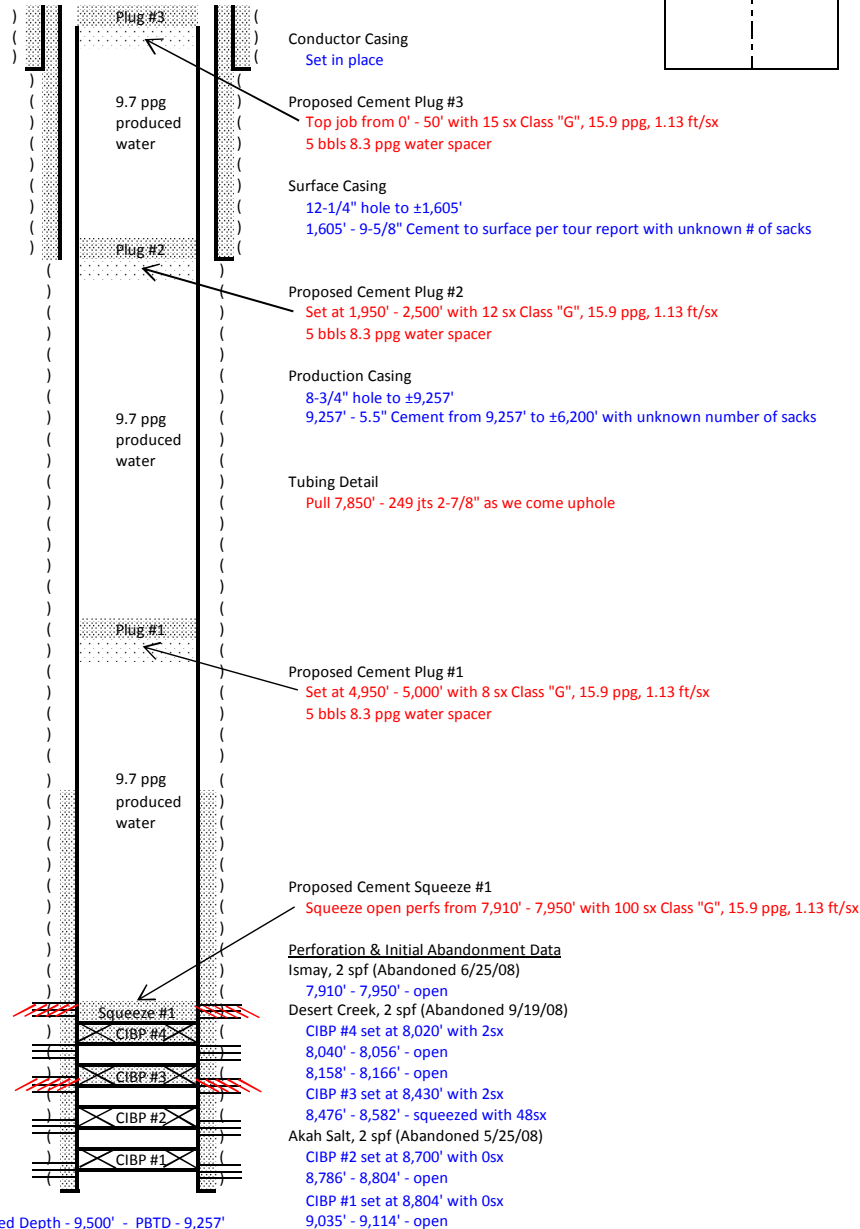 Plug #3
9.7 ppg
produced
water
Plug #2
9.7 ppg
produced
water
Plug #1
9.7 ppg
produced
water
Squeeze #1
CIBP #4
CIBP #3
CIBP #2
CIBP #1
Conductor Casing
Set in place
Proposed Cement Plug #3
Top job from 0' - 50' with 15 sx Class "G", 15.9 ppg, 1.13 ft/sx
5 bbls 8.3 ppg water spacer
Surface Casing
12-1/4" hole to ±1,605'
1,605' - 9-5/8" Cement to surface per tour report with unknown # of sacks
Proposed Cement Plug #2
Set at 1,950' - 2,500' with 12 sx Class "G", 15.9 ppg, 1.13 ft/sx
5 bbls 8.3 ppg water spacer
Production Casing
8-3/4" hole to ±9,257'
9,257' - 5.5" Cement from 9,257' to ±6,200' with unknown number of sacks
Tubing Detail
Pull 7,850' - 249 jts 2-7/8" as we come uphole
Proposed Cement Plug #1
Set at 4,950' - 5,000' with 8 sx Class "G", 15.9 ppg, 1.13 ft/sx
5 bbls 8.3 ppg water spacer
Proposed Cement Squeeze #1
Squeeze open perfs from 7,910' - 7,950' with 100 sx Class "G", 15.9 ppg, 1.13 ft/sx
Perforation & Initial Abandonment Data
Ismay, 2 spf (Abandoned 6/25/08)
7,910' - 7,950' - open
Desert Creek, 2 spf (Abandoned 9/19/08)
CIBP #4 set at 8,020' with 2sx
8,040' - 8,056' - open
8,158' - 8,166' - open
CIBP #3 set at 8,430' with 2sx
8,476' - 8,582' - squeezed with 48sx
Akah Salt, 2 spf (Abandoned 5/25/08)
CIBP #2 set at 8,700' with 0sx
8,786' - 8,804' - open
CIBP #1 set at 8,804' with 0sx
9,035' - 9,114' - open
ed Depth - 9,500' - PBTD - 9,257'